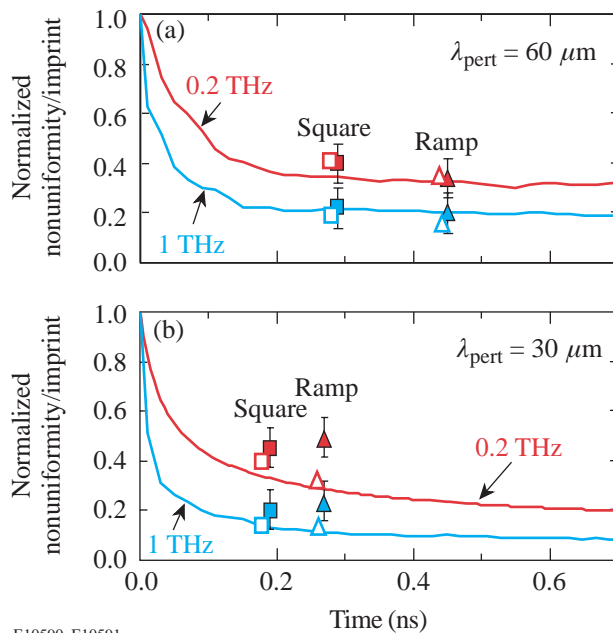 (a)
λpert = 60 μm
0.2 THz
Square
Ramp
1 THz
Normalized
nonuniformity/imprint
1.0
0.8
0.6
0.4
0.2
0.0
(b)
λpert = 30 μm
Ramp
Square
0.2 THz
1 THz
Normalized
nonuniformity/imprint
1.0
0.8
0.6
0.4
0.2
0.0
0.0 0.2 0.4 0.6
Time (ns)